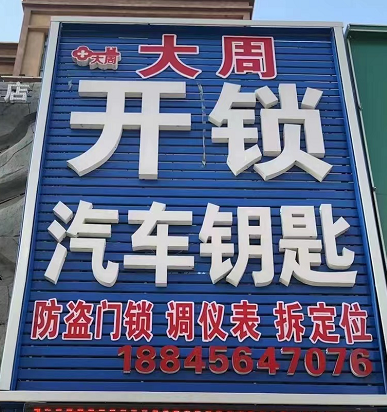 大周 大周
开锁
汽车钥匙
防盗门锁 调仪表 拆定位
18845647076
店